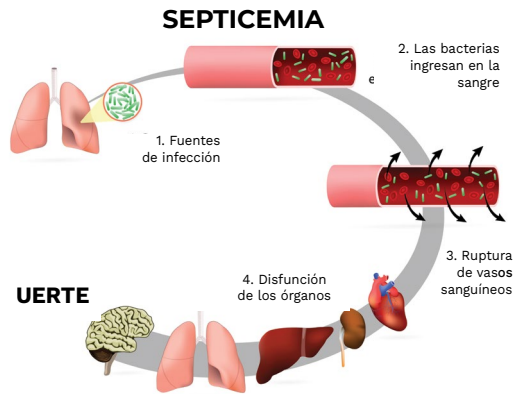 SEPTICEMIA
2. Las bacterias
ingresan en la
sangre
e
1. Fuentes
de infección
3. Ruptura
de vasos
sanguíneos
4. Disfunción
de los órganos
UERTE